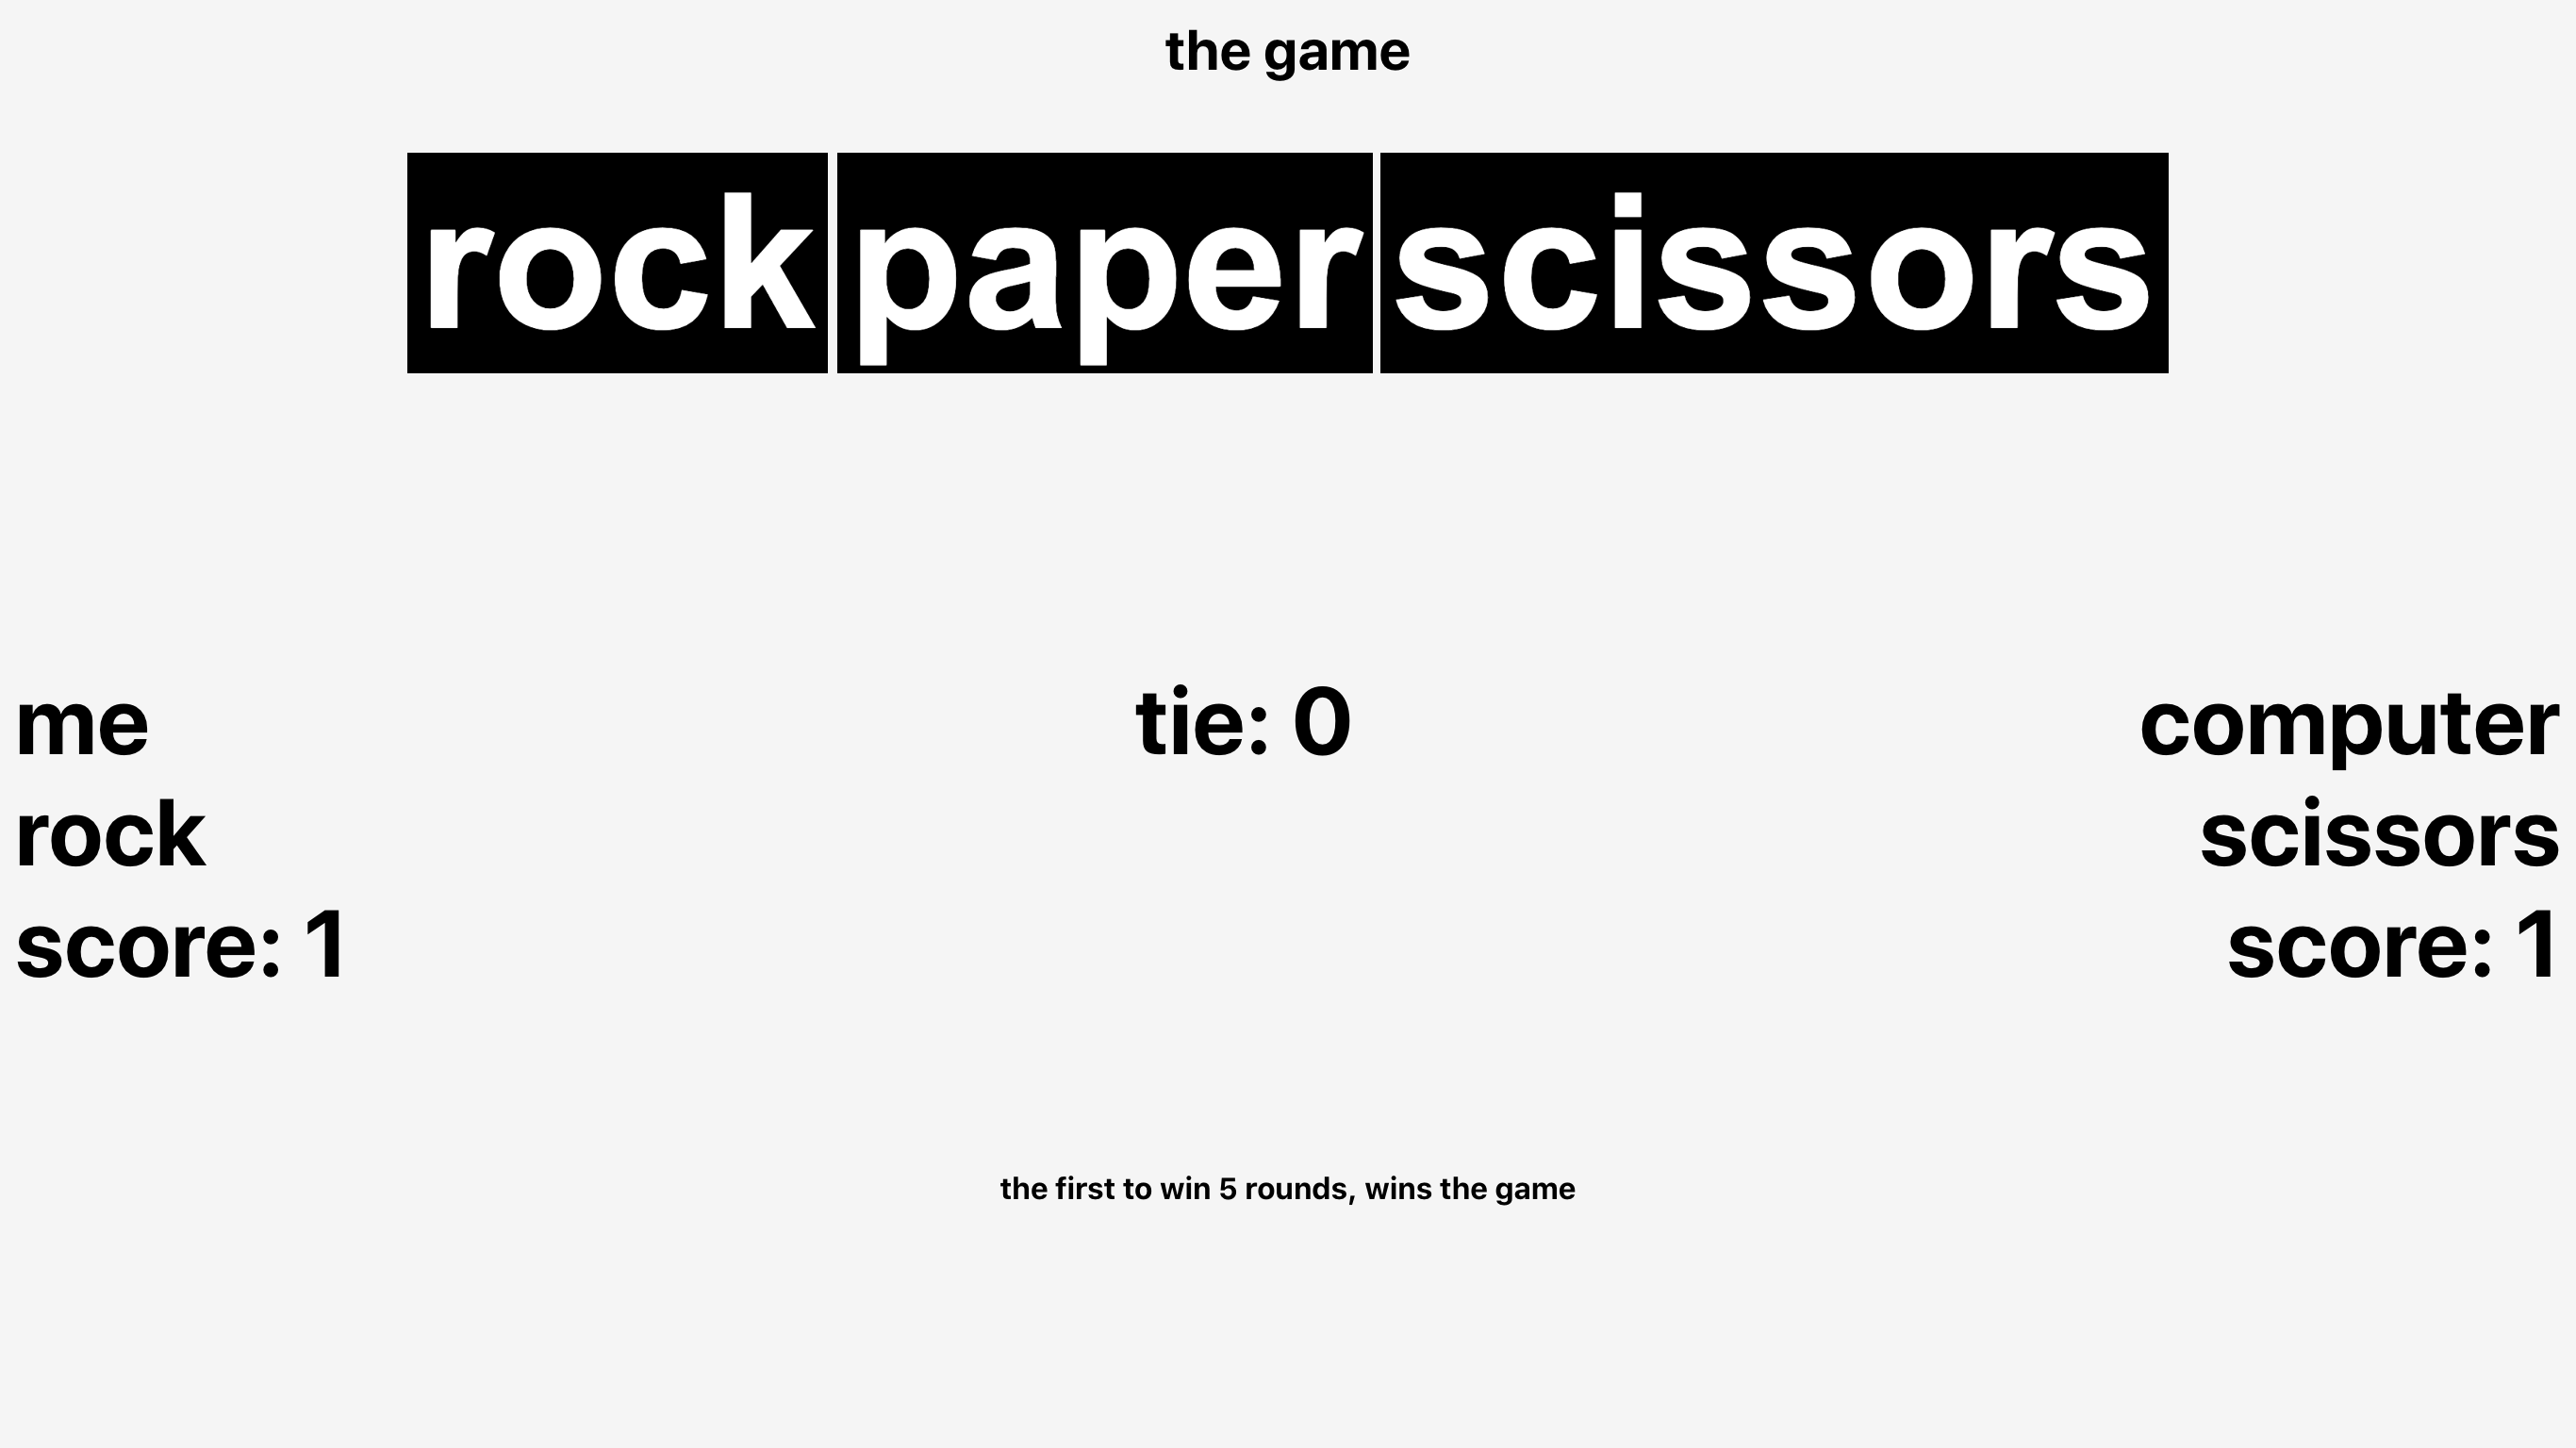 the game
rock paper scissors
me
rock
score: 1
tie: 0
computer
scissors
score: 1
the first to win 5 rounds, wins the game